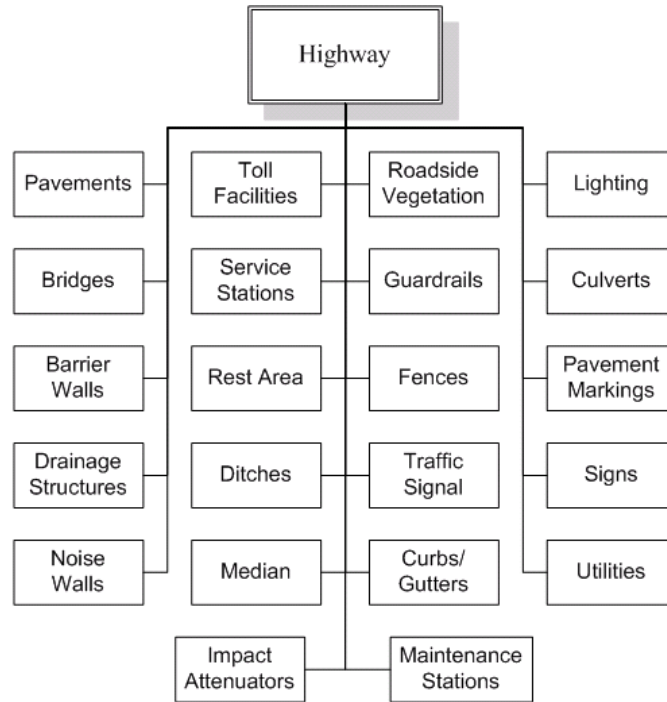 Highway
Pavements
Toll
Facilities
Roadside
Vegetation
Lighting
Bridges
Service
Stations
Guardrails
Culverts
Barrier
Walls
Rest Area
Fences
Pavement
Markings
Drainage
Structures
Ditches
Traffic
Signal
Signs
Noise
Walls
Median
Curbs/
Gutters
Utilities
Impact
Attenuators
Maintenance
Stations